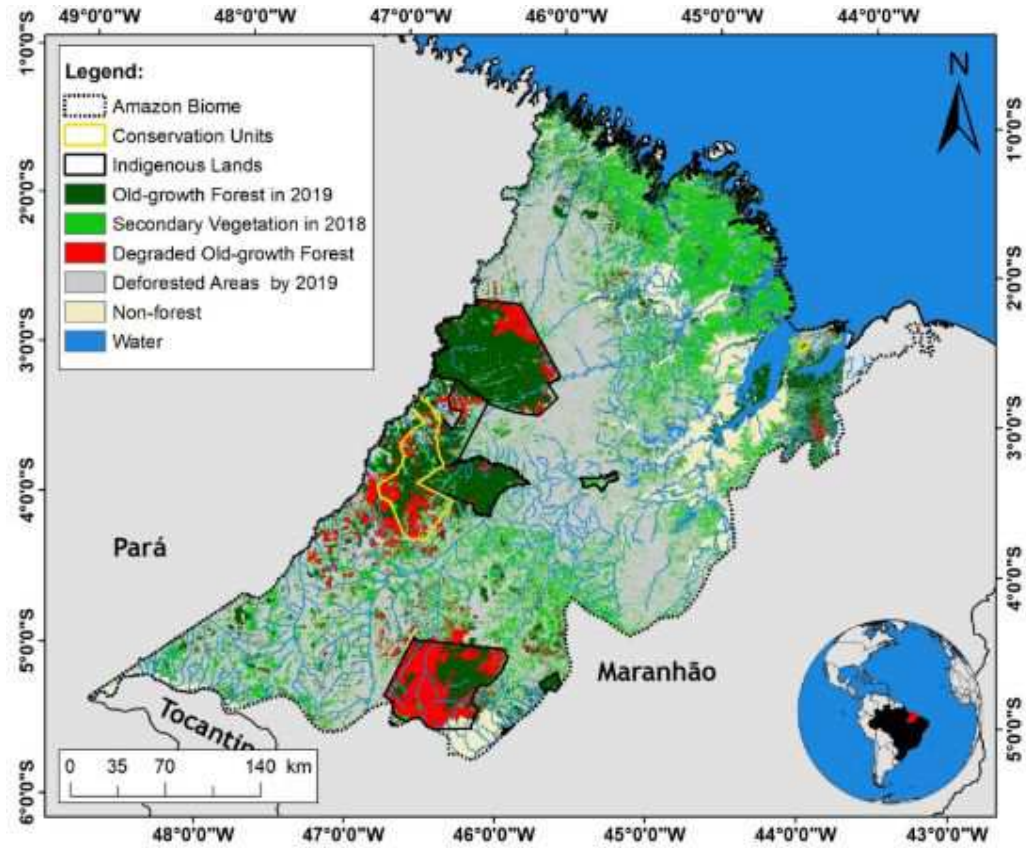 49°0'0"W 48°0'0"W 47°0'0"W 46°0'0"W 45°0'0"W 44°0'0"W
1°0'0"S
2°0'0"S
3°0'0"S
4°0'0"S
5°0'0"S
6°0'0"S
Legend:
Amazon Biome
Conservation Units
Indigenous Lands
Old-growth Forest in 2019
Secondary Vegetation in 2018
Degraded Old-growth Forest
Deforested Areas by 2019
Non-forest
Water
N
Pará
Maranhão
Tocantin
0 35 70 140 km
1°0'0"S
2°0'0"S
3°0'0"S
4°0'0"S
5°0'0"S
48°0'0"W 47°0'0"W 46°0'0"W 45°0'0"W 44°0'0"W 43°0'0"W